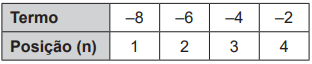 Termo –8 –6 –4 –2
Posição (n) 1 2 3 4